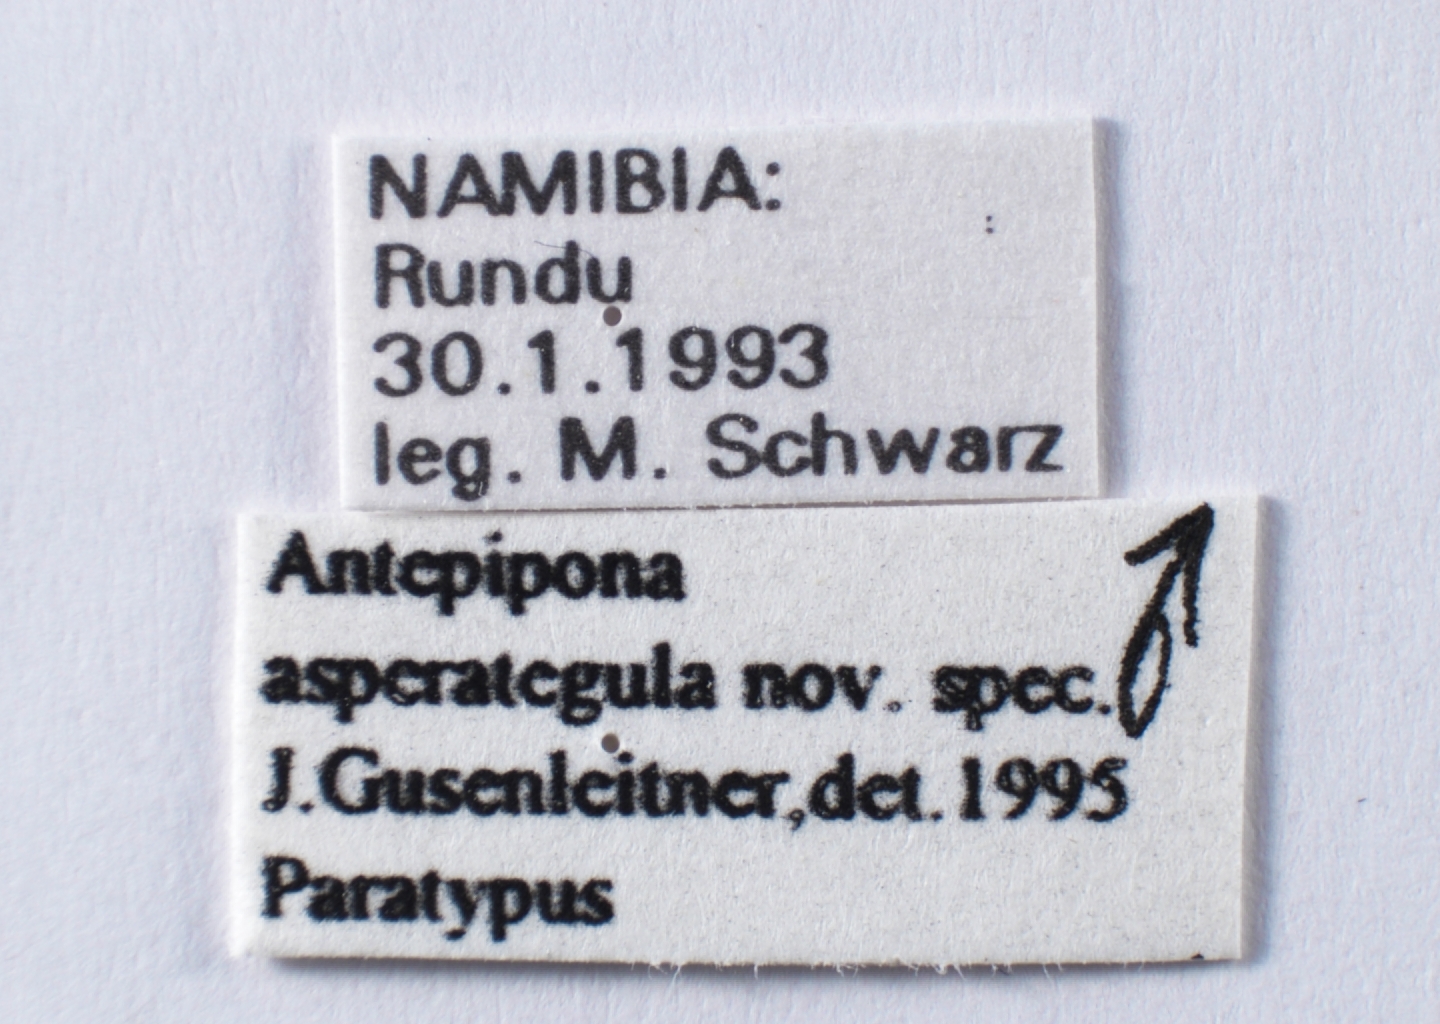 NAMIBIA:
Rundu
30.1.1993
leg. M. Schwarz
Antepipona
asperategula nov. spec. ♂
J.Gusenleitner,det.1995
Paratypus